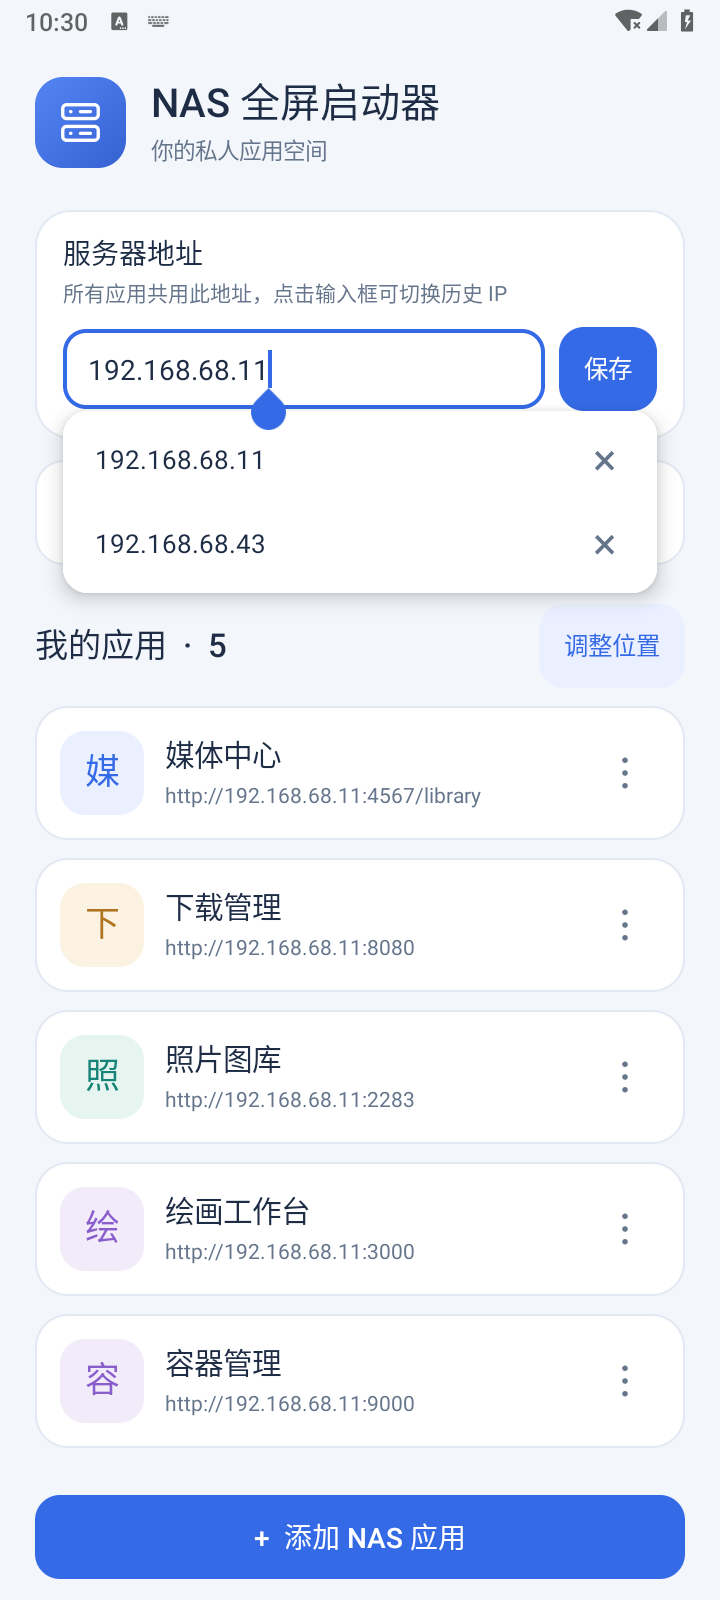 10:30
NAS 全屏启动器
你的私人应用空间
服务器地址
所有应用共用此地址，点击输入框可切换历史 IP
192.168.68.11
保存
192.168.68.11
192.168.68.43
我的应用 · 5
调整位置
媒
媒体中心
http://192.168.68.11:4567/library
下
下载管理
http://192.168.68.11:8080
照
照片图库
http://192.168.68.11:2283
绘
绘画工作台
http://192.168.68.11:3000
容
容器管理
http://192.168.68.11:9000
+ 添加 NAS 应用